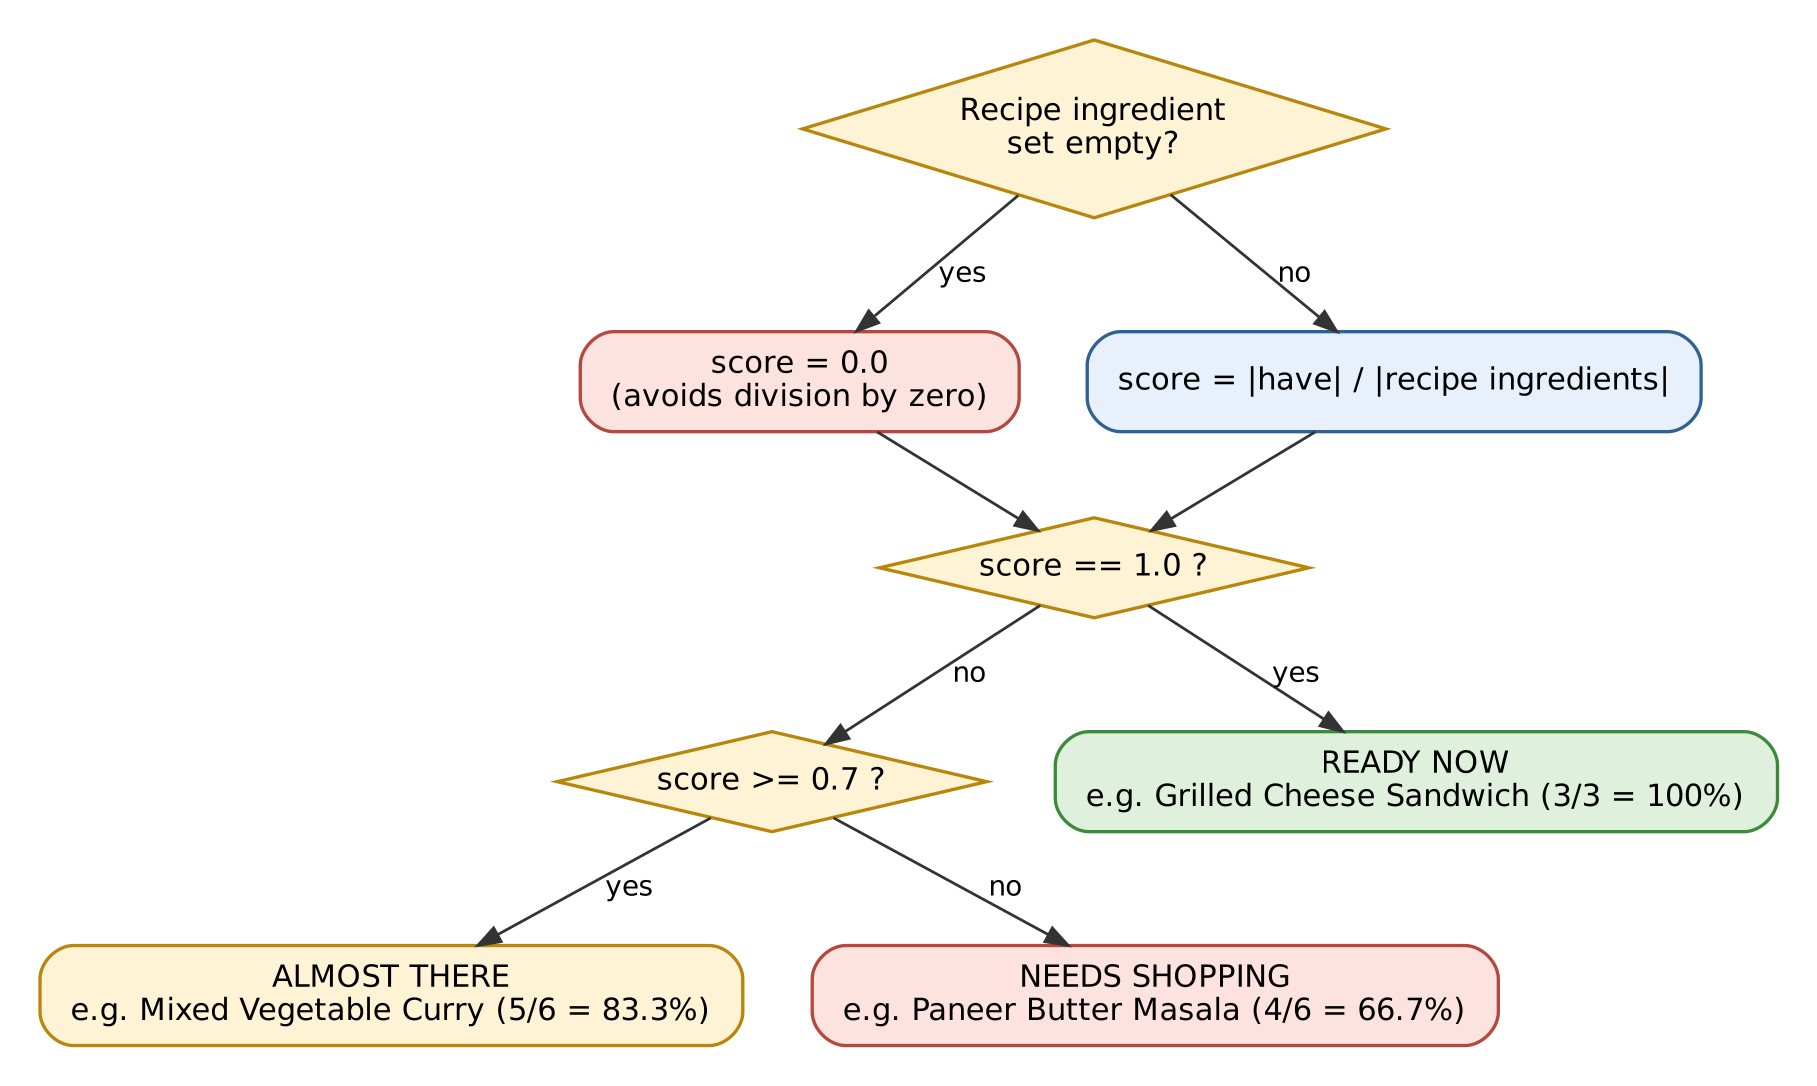 Recipe ingredient
set empty?
yes
no
score = 0.0
(avoids division by zero)
score = |have| / |recipe ingredients|
score == 1.0 ?
no
yes
score >= 0.7 ?
READY NOW
e.g. Grilled Cheese Sandwich (3/3 = 100%)
yes
no
ALMOST THERE
e.g. Mixed Vegetable Curry (5/6 = 83.3%)
NEEDS SHOPPING
e.g. Paneer Butter Masala (4/6 = 66.7%)